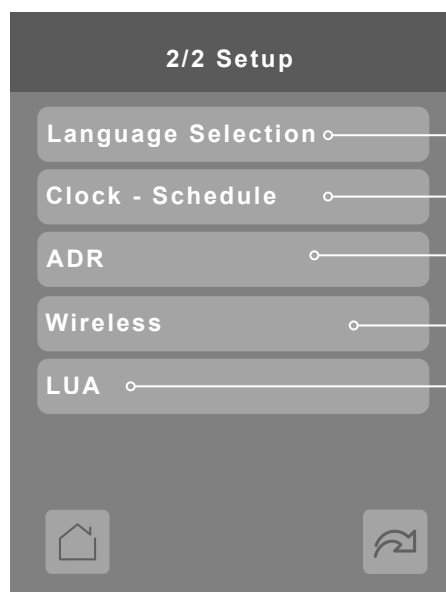 2/2 Setup
Language Selection
Clock - Schedule
ADR
Wireless
LUA